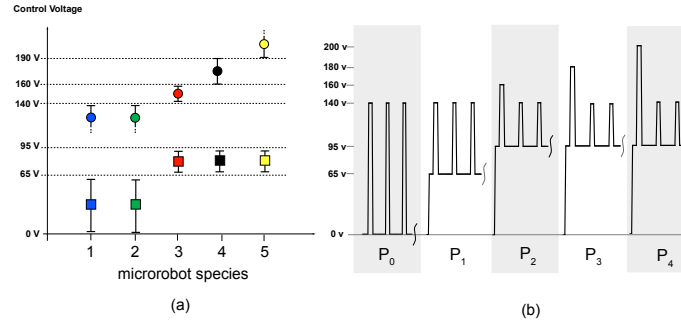 Control Voltage
190 V
160 V
140 V
95 V
65 V
0 V
1 2 3 4 5
microrobot species
(a)
200 v
180 v
160 v
140 v
95 v
65 v
0 v
P0 P1 P2 P3 P4
(b)